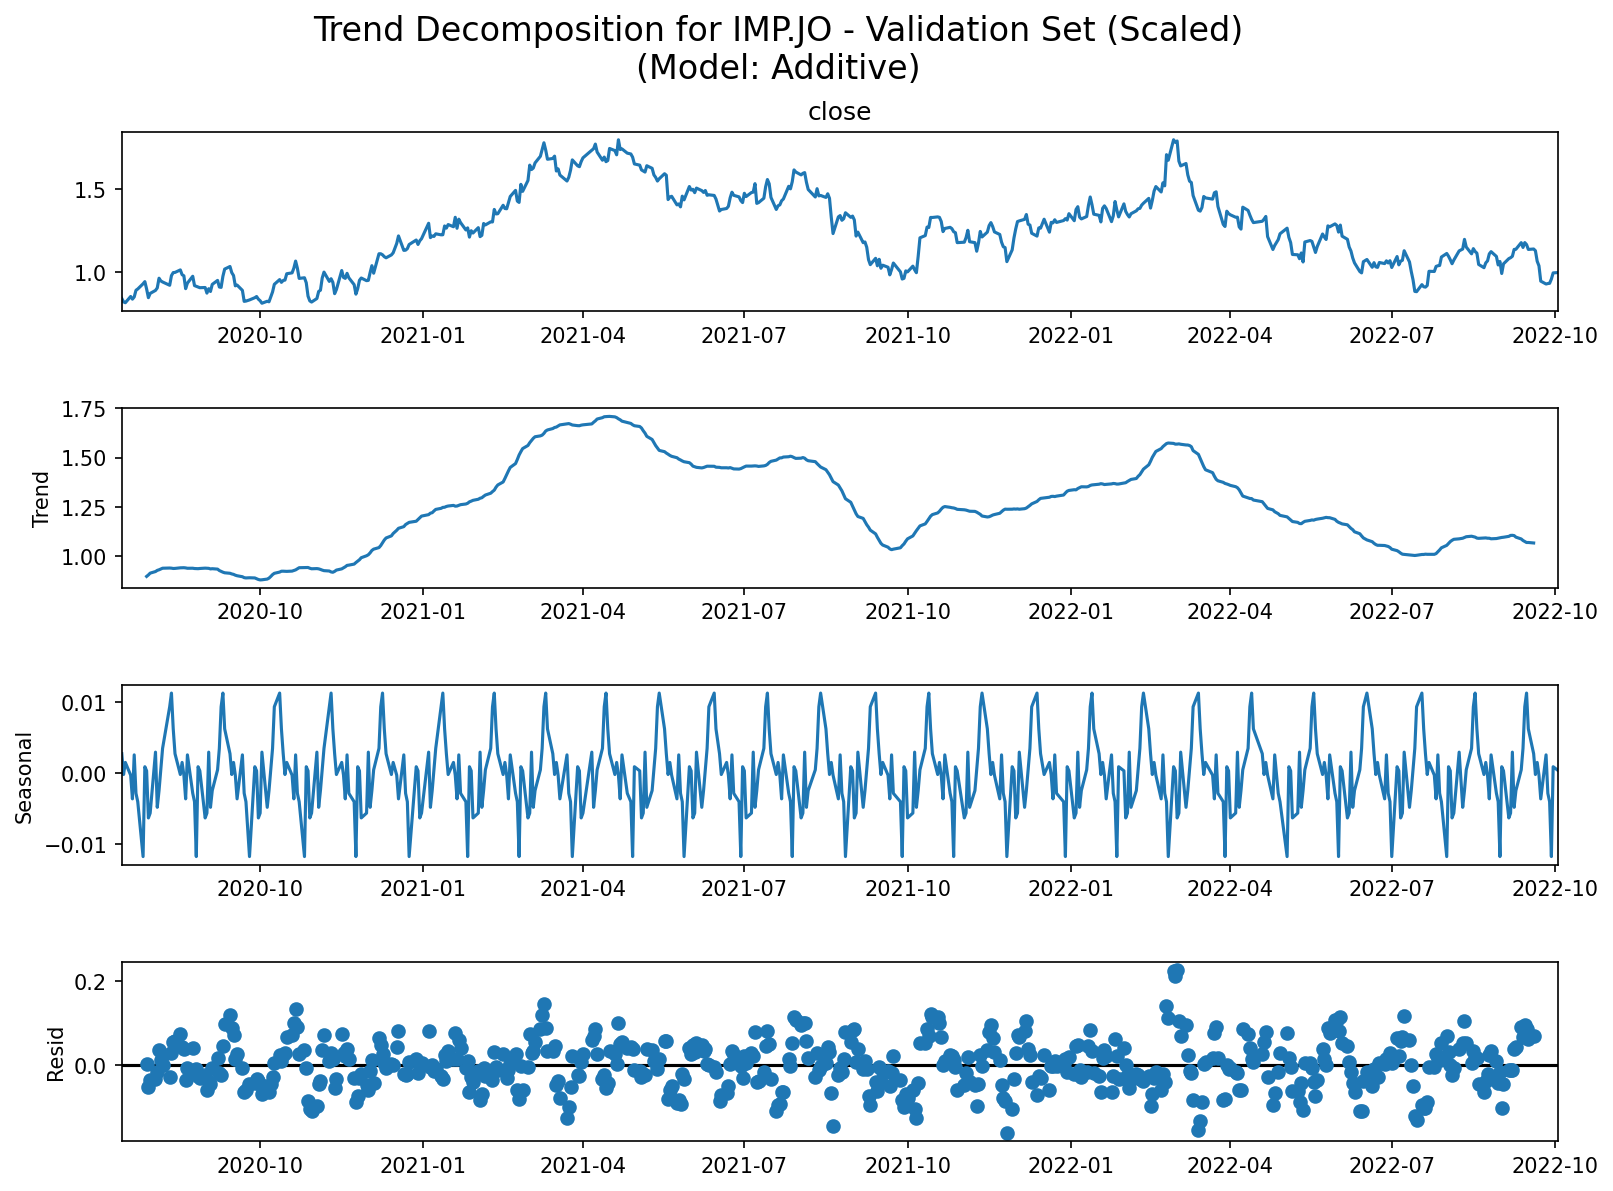 Trend Decomposition for IMP.JO - Validation Set (Scaled)
(Model: Additive)
close
1.5
1.0
2020-10 2021-01 2021-04 2021-07 2021-10 2022-01 2022-04 2022-07 2022-10
Trend
1.75
1.50
1.25
1.00
2020-10 2021-01 2021-04 2021-07 2021-10 2022-01 2022-04 2022-07 2022-10
Seasonal
0.01
0.00
−0.01
2020-10 2021-01 2021-04 2021-07 2021-10 2022-01 2022-04 2022-07 2022-10
Resid
0.2
0.0
2020-10 2021-01 2021-04 2021-07 2021-10 2022-01 2022-04 2022-07 2022-10